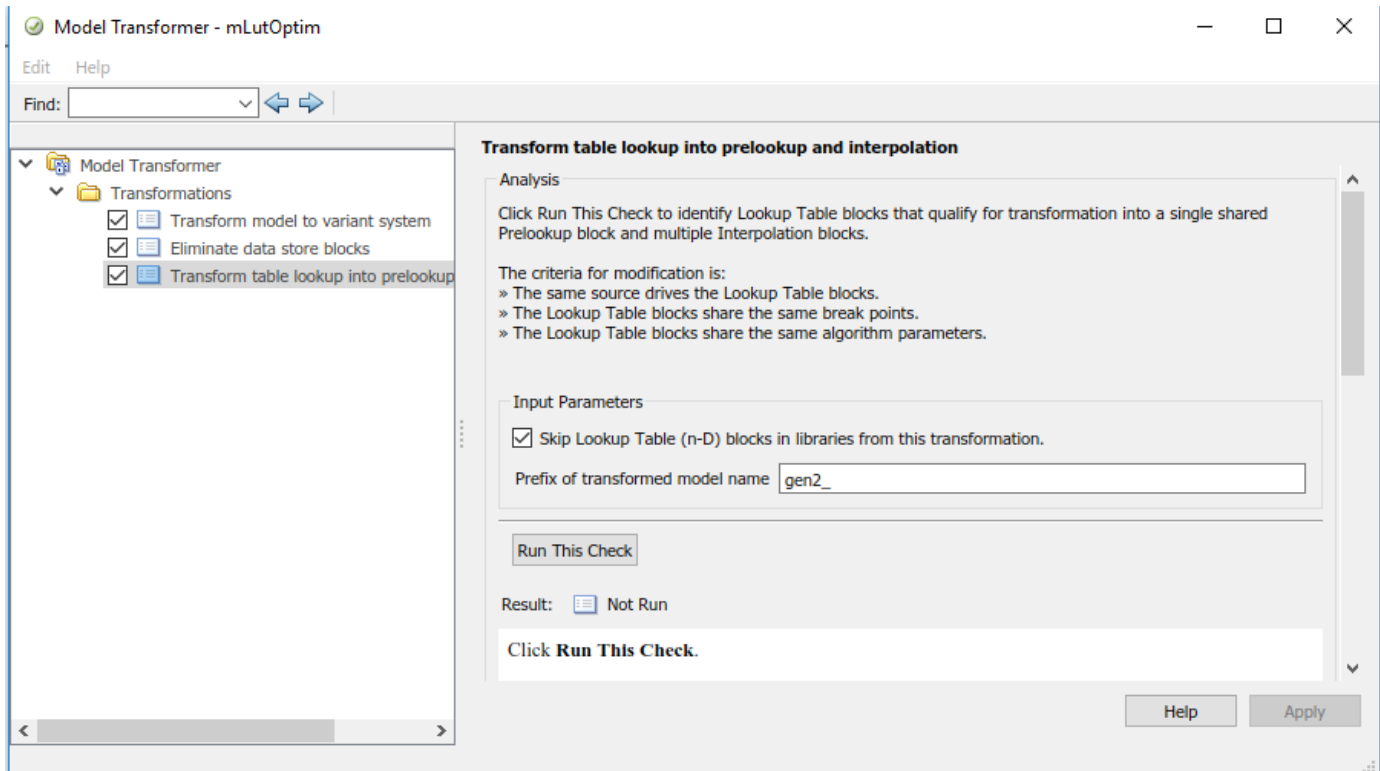 Model Transformer - mLutOptim
Edit Help
Find:
Model Transformer
Transformations
Transform model to variant system
Eliminate data store blocks
Transform table lookup into prelookup
Transform table lookup into prelookup and interpolation
Analysis
Click Run This Check to identify Lookup Table blocks that qualify for transformation into a single shared
Prelookup block and multiple Interpolation blocks.
The criteria for modification is:
» The same source drives the Lookup Table blocks.
» The Lookup Table blocks share the same break points.
» The Lookup Table blocks share the same algorithm parameters.
Input Parameters
Skip Lookup Table (n-D) blocks in libraries from this transformation.
Prefix of transformed model name gen2_
Run This Check
Result: Not Run
Click Run This Check.
Help Apply